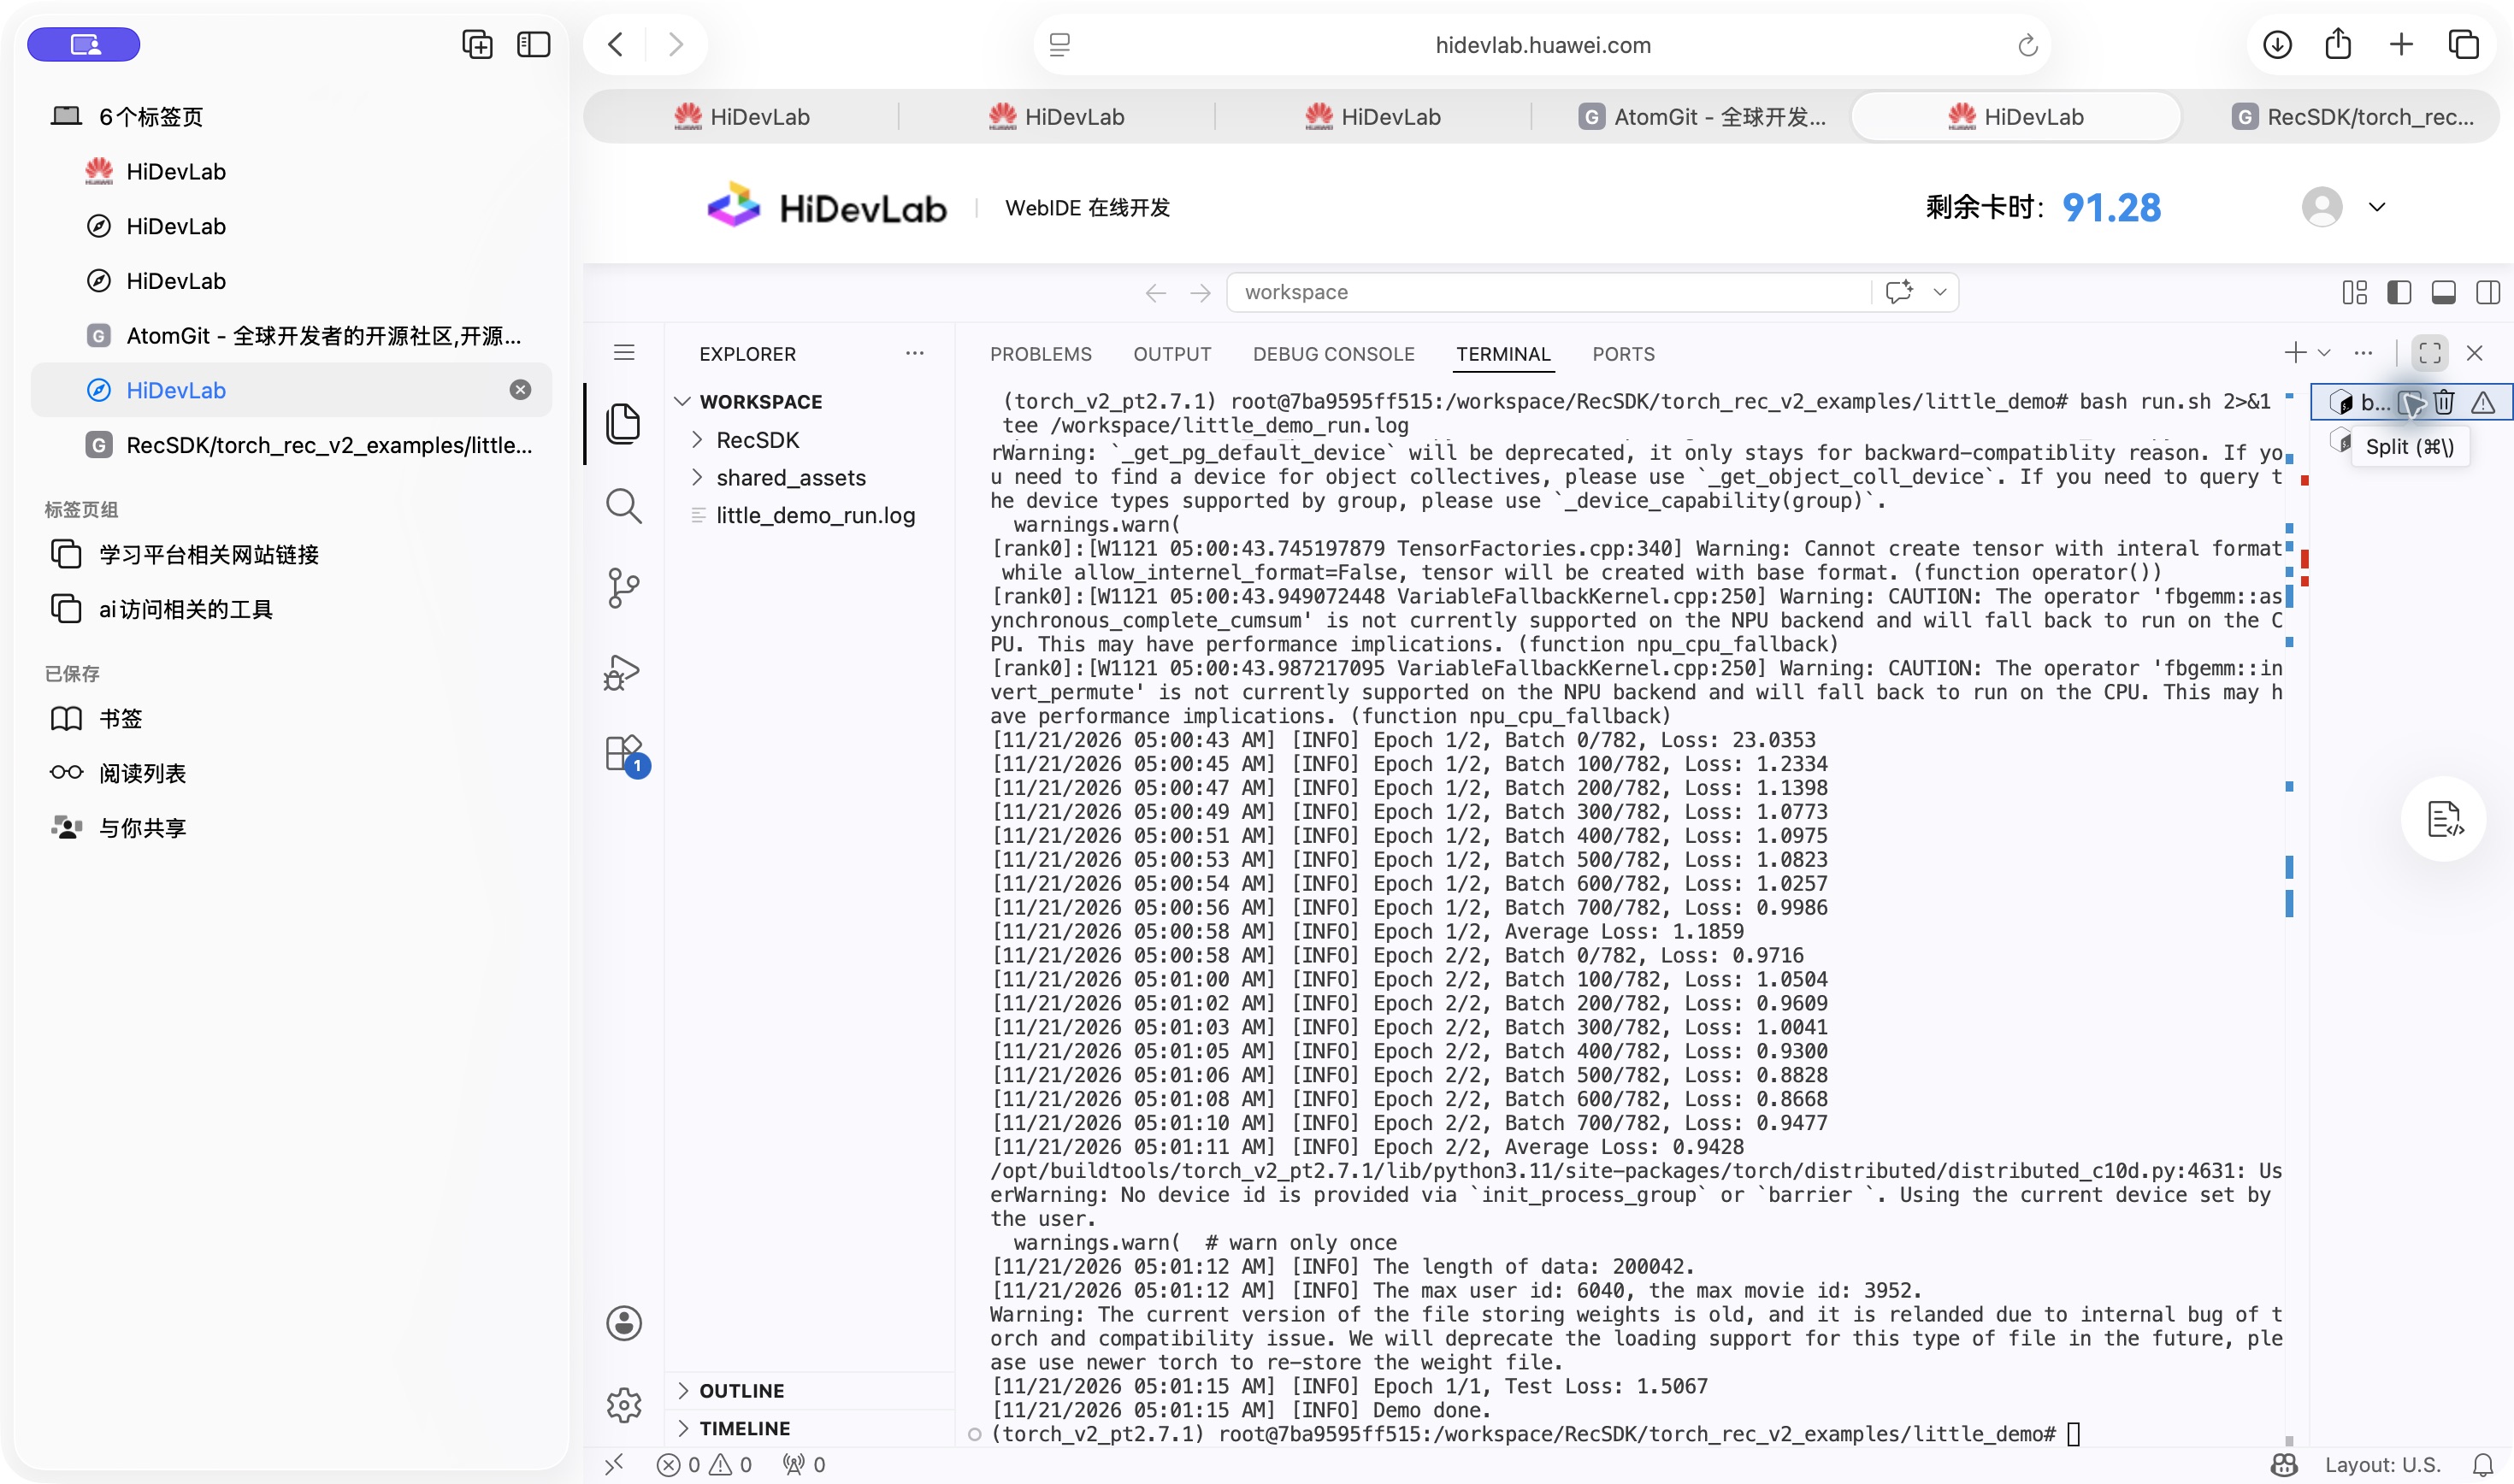 6个标签页
HiDevLab
HiDevLab
HiDevLab
AtomGit - 全球开发者的开源社区,开源...
HiDevLab
RecSDK/torch_rec_v2_examples/little...
标签页组
学习平台相关网站链接
ai访问相关的工具
已保存
书签
阅读列表
与你共享
hidevlab.huawei.com
HiDevLab
HiDevLab
HiDevLab
AtomGit - 全球开发...
HiDevLab
RecSDK/torch_rec...
HiDevLab
WebIDE 在线开发
剩余卡时: 91.28
workspace
EXPLORER
WORKSPACE
RecSDK
shared_assets
little_demo_run.log
OUTLINE
TIMELINE
1
PROBLEMS OUTPUT DEBUG CONSOLE TERMINAL PORTS
(torch_v2_pt2.7.1) root@7ba9595ff515:/workspace/RecSDK/torch_rec_v2_examples/little_demo# bash run.sh 2>&1
tee /workspace/little_demo_run.log
rWarning: `_get_pg_default_device` will be deprecated, it only stays for backward-compatiblity reason. If yo
u need to find a device for object collectives, please use `_get_object_coll_device`. If you need to query t
he device types supported by group, please use `_device_capability(group)`.
warnings.warn(
[rank0]:[W1121 05:00:43.745197879 TensorFactories.cpp:340] Warning: Cannot create tensor with interal format
while allow_internel_format=False, tensor will be created with base format. (function operator())
[rank0]:[W1121 05:00:43.949072448 VariableFallbackKernel.cpp:250] Warning: CAUTION: The operator 'fbgemm::as
ynchronous_complete_cumsum' is not currently supported on the NPU backend and will fall back to run on the C
PU. This may have performance implications. (function npu_cpu_fallback)
[rank0]:[W1121 05:00:43.987217095 VariableFallbackKernel.cpp:250] Warning: CAUTION: The operator 'fbgemm::in
vert_permute' is not currently supported on the NPU backend and will fall back to run on the CPU. This may h
ave performance implications. (function npu_cpu_fallback)
[11/21/2026 05:00:43 AM] [INFO] Epoch 1/2, Batch 0/782, Loss: 23.0353
[11/21/2026 05:00:45 AM] [INFO] Epoch 1/2, Batch 100/782, Loss: 1.2334
[11/21/2026 05:00:47 AM] [INFO] Epoch 1/2, Batch 200/782, Loss: 1.1398
[11/21/2026 05:00:49 AM] [INFO] Epoch 1/2, Batch 300/782, Loss: 1.0773
[11/21/2026 05:00:51 AM] [INFO] Epoch 1/2, Batch 400/782, Loss: 1.0975
[11/21/2026 05:00:53 AM] [INFO] Epoch 1/2, Batch 500/782, Loss: 1.0823
[11/21/2026 05:00:54 AM] [INFO] Epoch 1/2, Batch 600/782, Loss: 1.0257
[11/21/2026 05:00:56 AM] [INFO] Epoch 1/2, Batch 700/782, Loss: 0.9986
[11/21/2026 05:00:58 AM] [INFO] Epoch 1/2, Average Loss: 1.1859
[11/21/2026 05:00:58 AM] [INFO] Epoch 2/2, Batch 0/782, Loss: 0.9716
[11/21/2026 05:01:00 AM] [INFO] Epoch 2/2, Batch 100/782, Loss: 1.0504
[11/21/2026 05:01:02 AM] [INFO] Epoch 2/2, Batch 200/782, Loss: 0.9609
[11/21/2026 05:01:03 AM] [INFO] Epoch 2/2, Batch 300/782, Loss: 1.0041
[11/21/2026 05:01:05 AM] [INFO] Epoch 2/2, Batch 400/782, Loss: 0.9300
[11/21/2026 05:01:06 AM] [INFO] Epoch 2/2, Batch 500/782, Loss: 0.8828
[11/21/2026 05:01:08 AM] [INFO] Epoch 2/2, Batch 600/782, Loss: 0.8668
[11/21/2026 05:01:10 AM] [INFO] Epoch 2/2, Batch 700/782, Loss: 0.9477
[11/21/2026 05:01:11 AM] [INFO] Epoch 2/2, Average Loss: 0.9428
/opt/buildtools/torch_v2_pt2.7.1/lib/python3.11/site-packages/torch/distributed/distributed_c10d.py:4631: Us
erWarning: No device id is provided via `init_process_group` or `barrier `. Using the current device set by
the user.
warnings.warn(  # warn only once
[11/21/2026 05:01:12 AM] [INFO] The length of data: 200042.
[11/21/2026 05:01:12 AM] [INFO] The max user id: 6040, the max movie id: 3952.
Warning: The current version of the file storing weights is old, and it is relanded due to internal bug of t
orch and compatibility issue. We will deprecate the loading support for this type of file in the future, ple
ase use newer torch to re-store the weight file.
[11/21/2026 05:01:15 AM] [INFO] Epoch 1/1, Test Loss: 1.5067
[11/21/2026 05:01:15 AM] [INFO] Demo done.
(torch_v2_pt2.7.1) root@7ba9595ff515:/workspace/RecSDK/torch_rec_v2_examples/little_demo#
b...
Split (⌘\)
0 0 0
Layout: U.S.